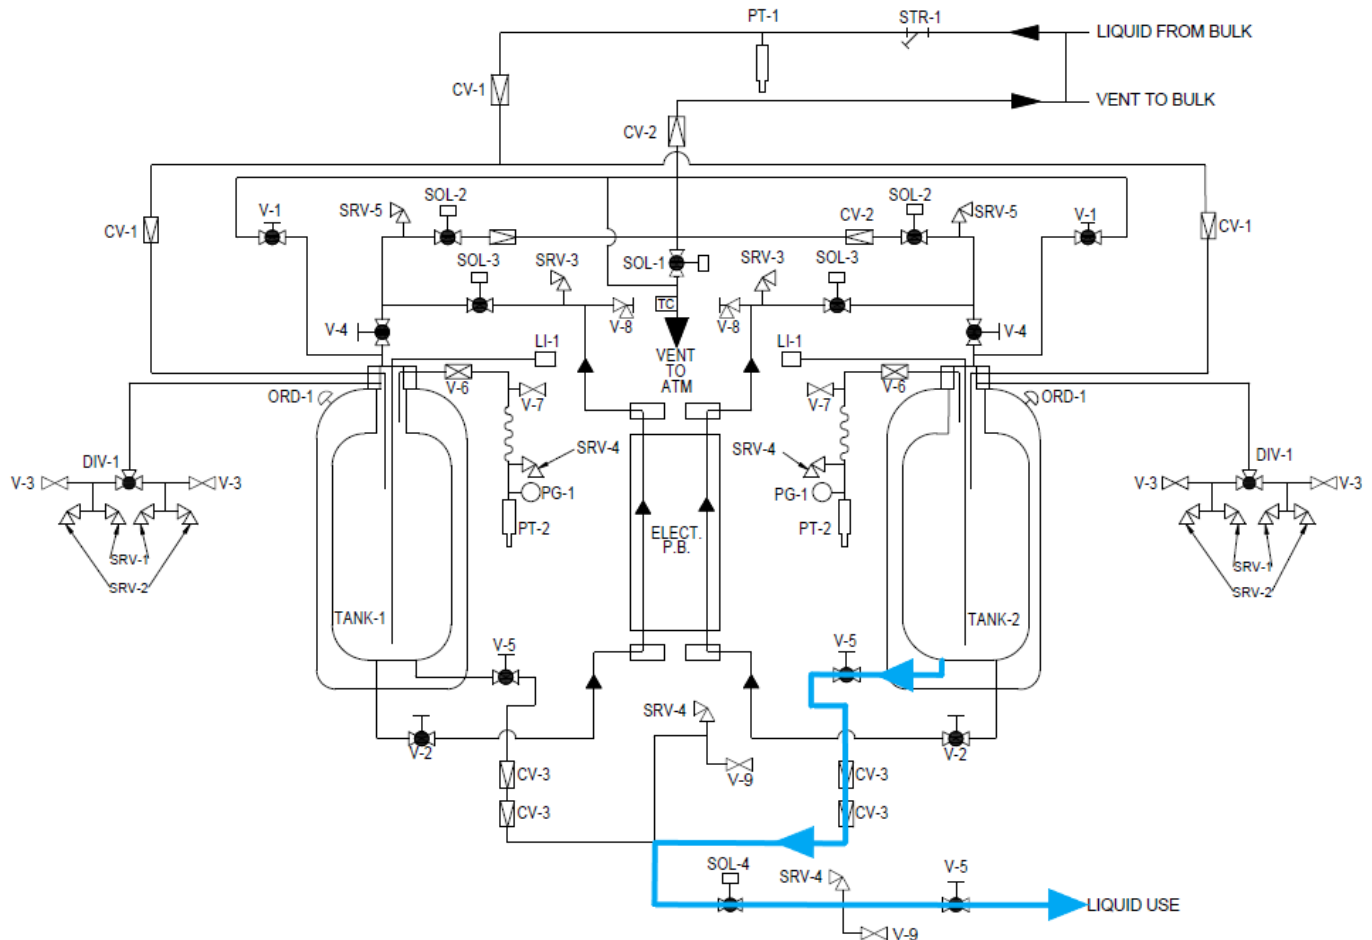 PT-1
STR-1
LIQUID FROM BULK
CV-1
VENT TO BULK
CV-2
SOL-2
SOL-2
V-1
SRV-5
CV-2
SRV-5
V-1
CV-1
CV-1
SOL-3
SRV-3
SOL-1
SRV-3
SOL-3
TC
V-4
V-8
V-8
V-4
LI-1
VENT
TO
ATM
LI-1
V-6
V-6
ORD-1
V-7
V-7
ORD-1
SRV-4
SRV-4
DIV-1
DIV-1
V-3
V-3
PG-1
PG-1
V-3
V-3
PT-2
ELECT.
P.B.
PT-2
SRV-1
SRV-1
SRV-2
SRV-2
TANK-1
TANK-2
V-5
V-5
SRV-4
V-2
V-2
V-9
CV-3
CV-3
CV-3
CV-3
SOL-4
SRV-4
V-5
LIQUID USE
V-9